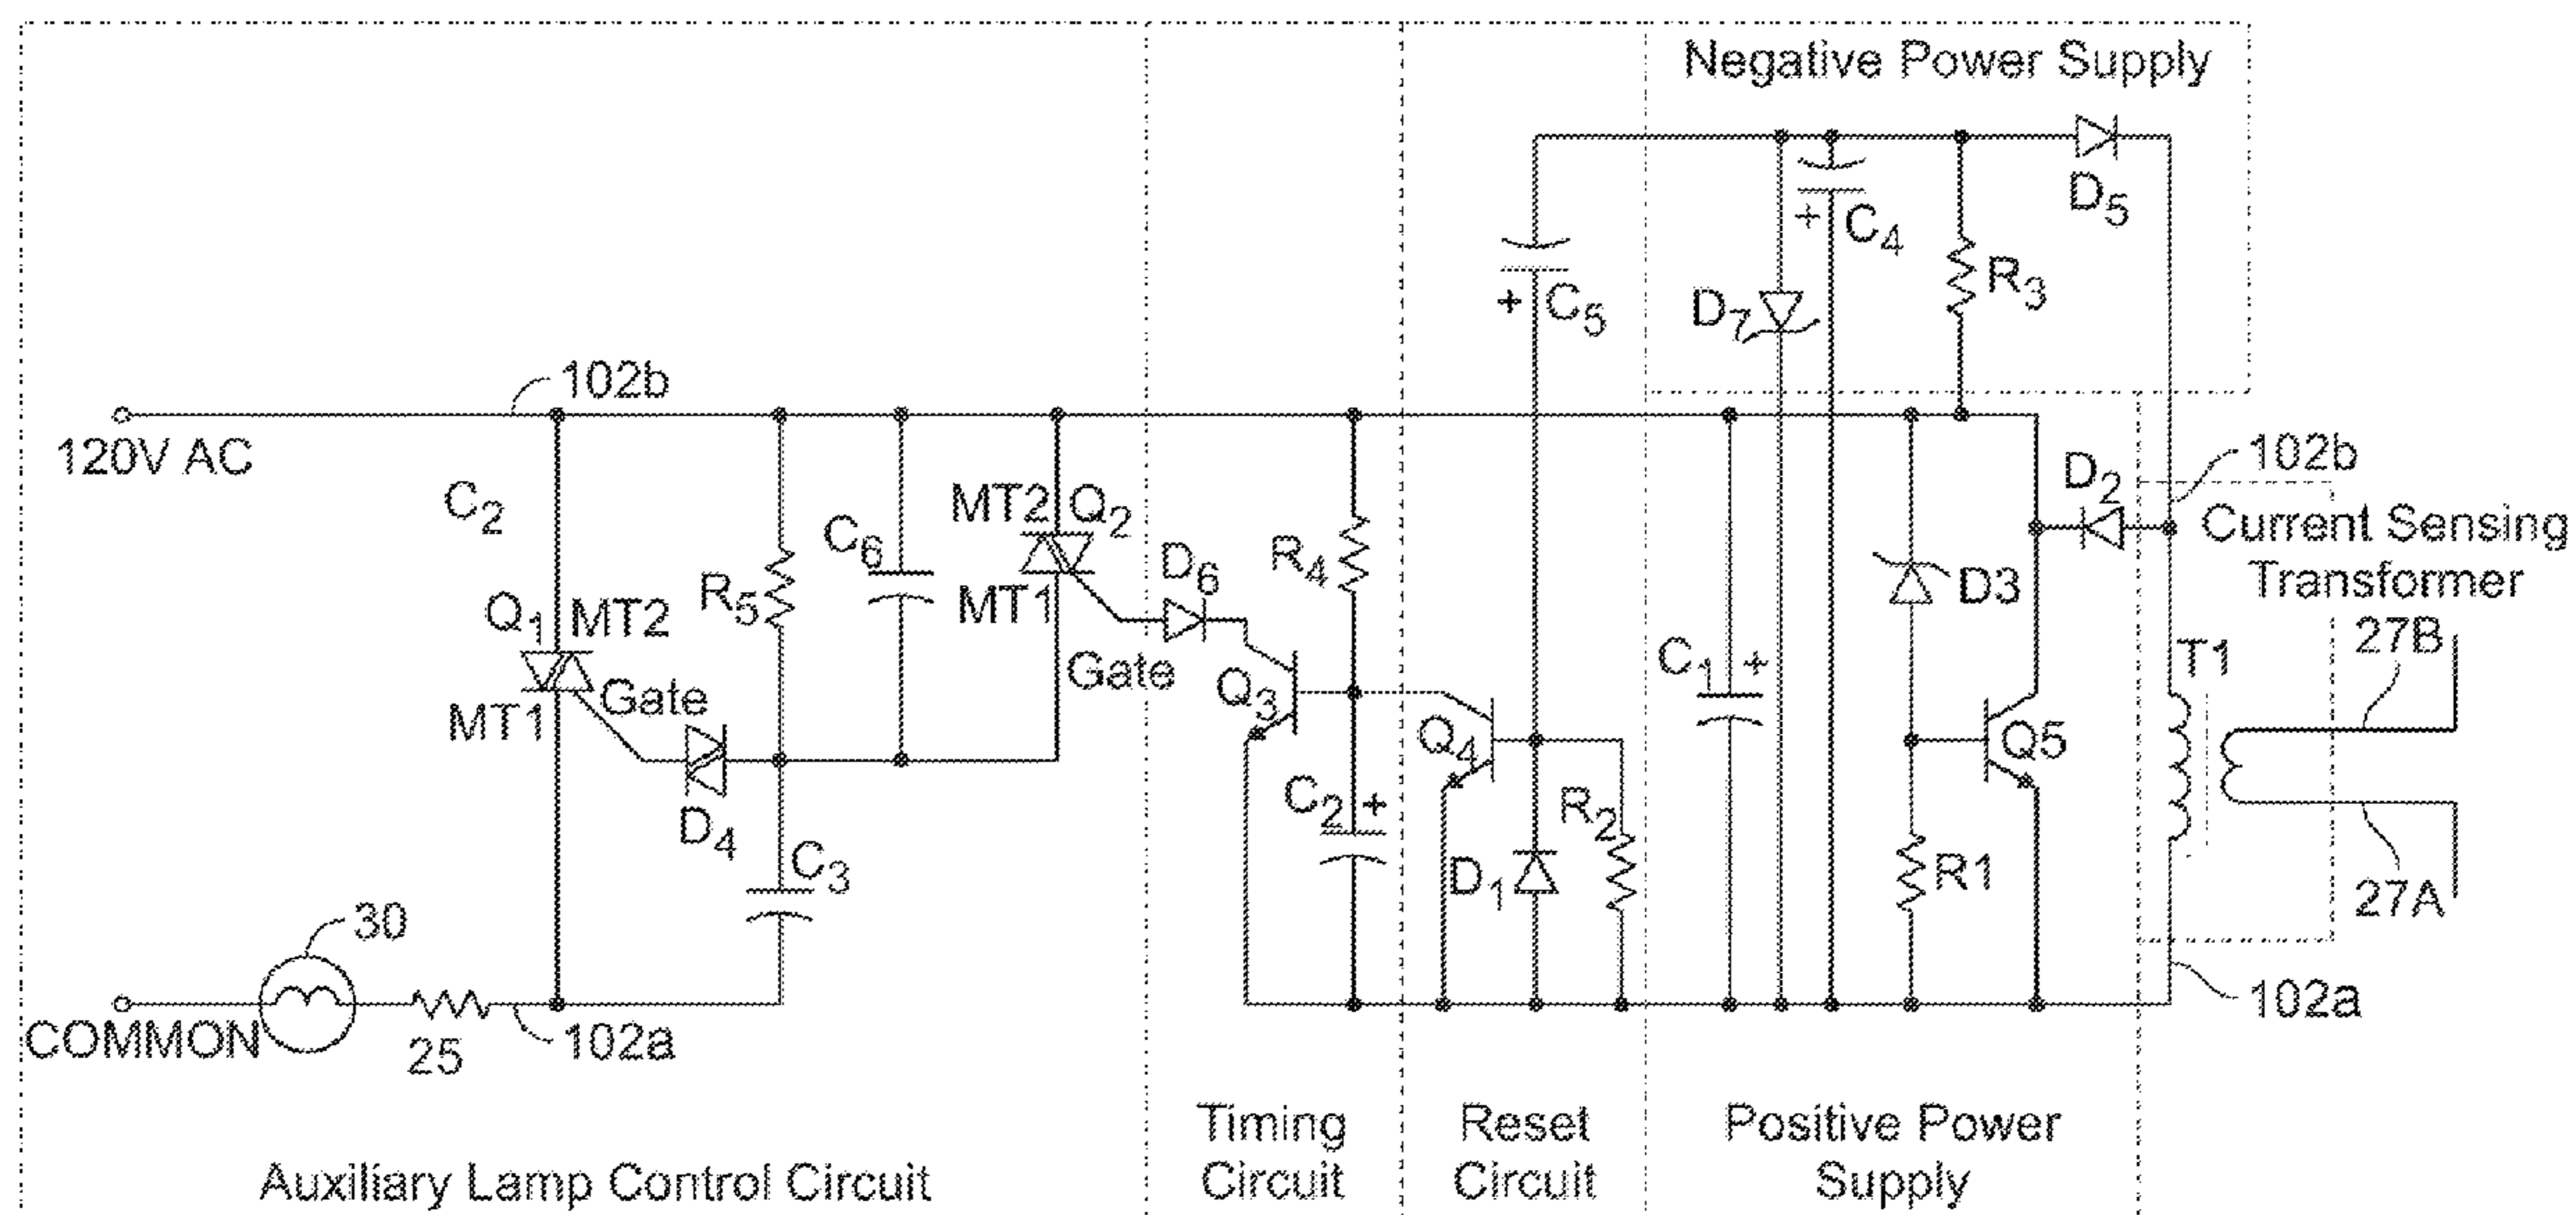 Negative Power Supply
D5
+ C4
R3
+ C5
D7
102b
120V AC
C2
Q1 MT2
MT1
Gate
R5
C6
MT2 Q2
MT1
Gate
D6
R4
Q3
C2 +
Q4
D1
R2
C1 +
D3
D2
Q5
R1
102b
Current Sensing
Transformer
27B
T1
27A
102a
D4
C3
30
COMMON
25
102a
Timing
Circuit
Reset
Circuit
Positive Power
Supply
Auxiliary Lamp Control Circuit